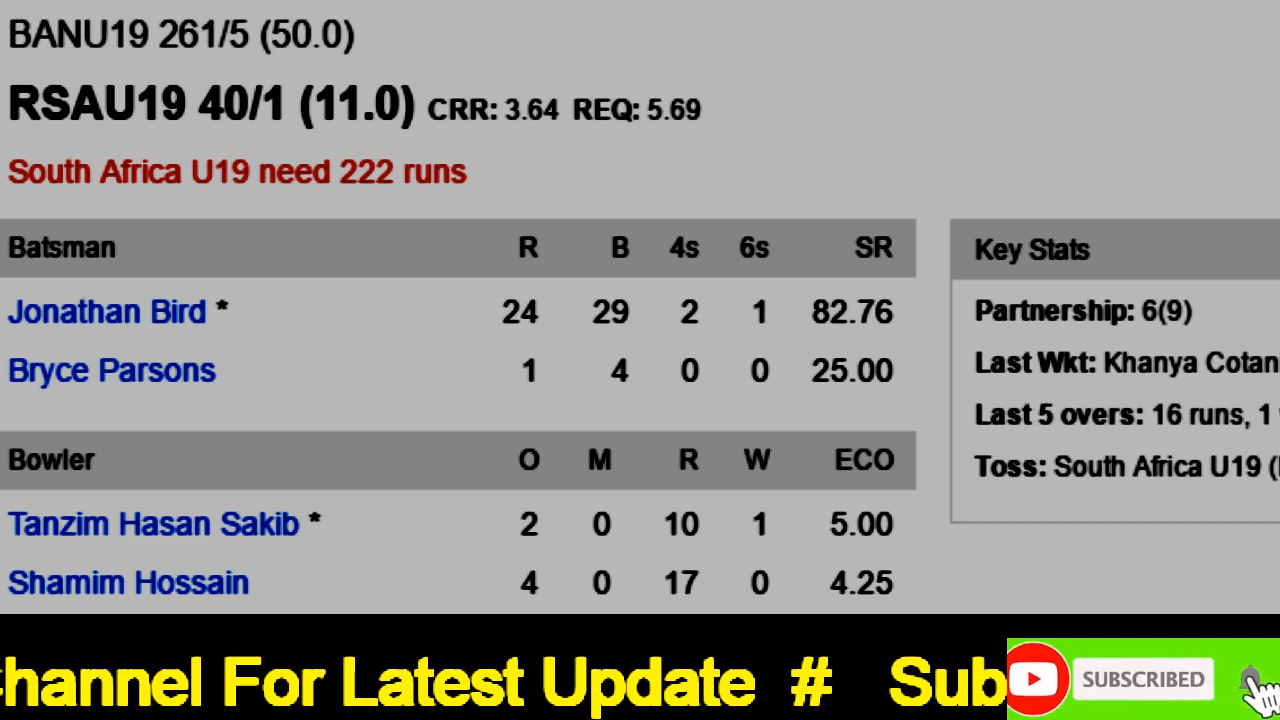 BANU19 261/5 (50.0)
RSAU19 40/1 (11.0) CRR: 3.64 REQ: 5.69
South Africa U19 need 222 runs
Batsman R B 4s 6s SR
Jonathan Bird * 24 29 2 1 82.76
Bryce Parsons 1 4 0 0 25.00
Bowler O M R W ECO
Tanzim Hasan Sakib * 2 0 10 1 5.00
Shamim Hossain 4 0 17 0 4.25
Key Stats
Partnership: 6(9)
Last Wkt: Khanya Cotan
Last 5 overs: 16 runs, 1
Toss: South Africa U19 (
hannel For Latest Update # Sub
SUBSCRIBED